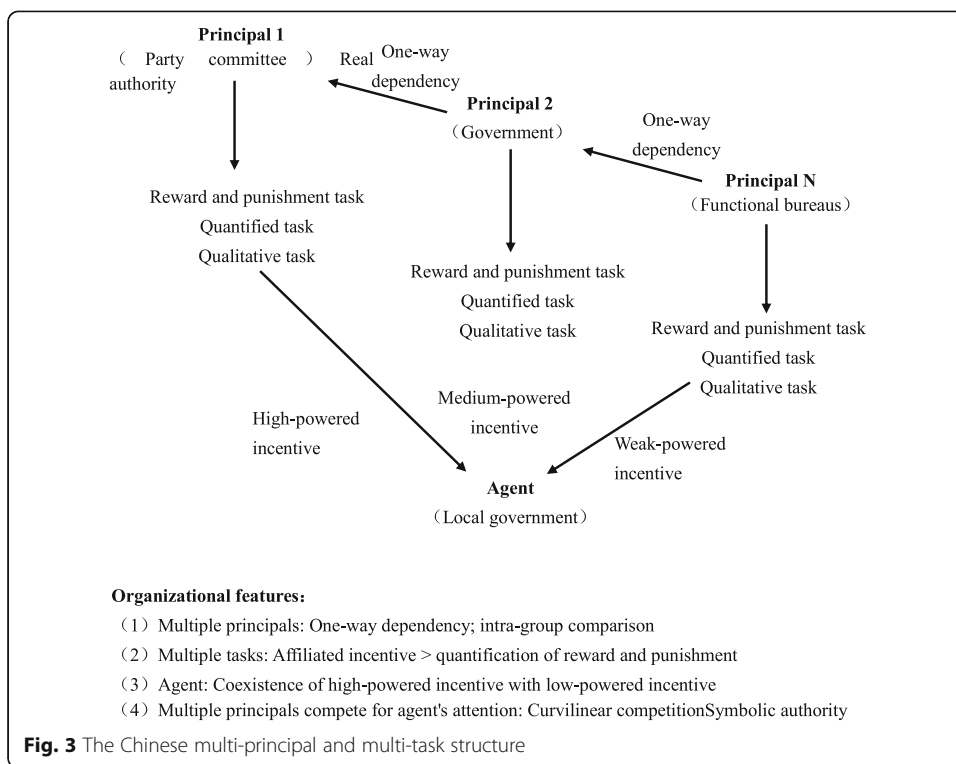 Principal 1
（ Party committee ） Real
authority
One-way
dependency
Principal 2
（Government）
One-way
dependency
Principal N
（Functional bureaus）
Reward and punishment task
Quantified task
Qualitative task
Reward and punishment task
Quantified task
Qualitative task
Reward and punishment task
Quantified task
Qualitative task
High-powered
incentive
Medium-powered
incentive
Weak-powered
incentive
Agent
（Local government）
Organizational features：
（1）Multiple principals: One-way dependency; intra-group comparison
（2）Multiple tasks: Affiliated incentive > quantification of reward and punishment
（3）Agent: Coexistence of high-powered incentive with low-powered incentive
（4）Multiple principals compete for agent's attention: Curvilinear competitionSymbolic authority
Fig. 3 The Chinese multi-principal and multi-task structure